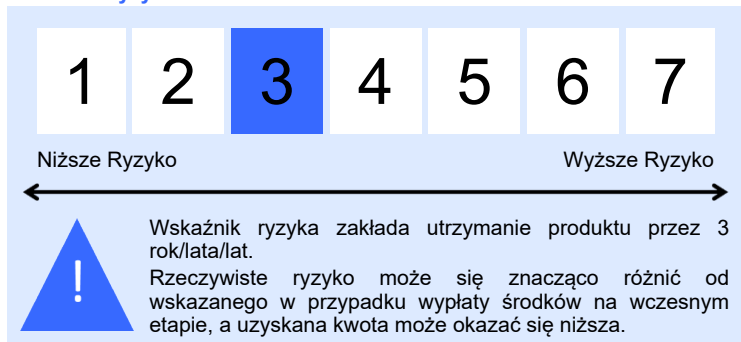 1 2 3 4 5 6 7
Niższe Ryzyko Wyższe Ryzyko
Wskaźnik ryzyka zakłada utrzymanie produktu przez 3
rok/lata/lat.
Rzeczywiste ryzyko może się znacząco różnić od
wskazanego w przypadku wypłaty środków na wczesnym
etapie, a uzyskana kwota może okazać się niższa.
!